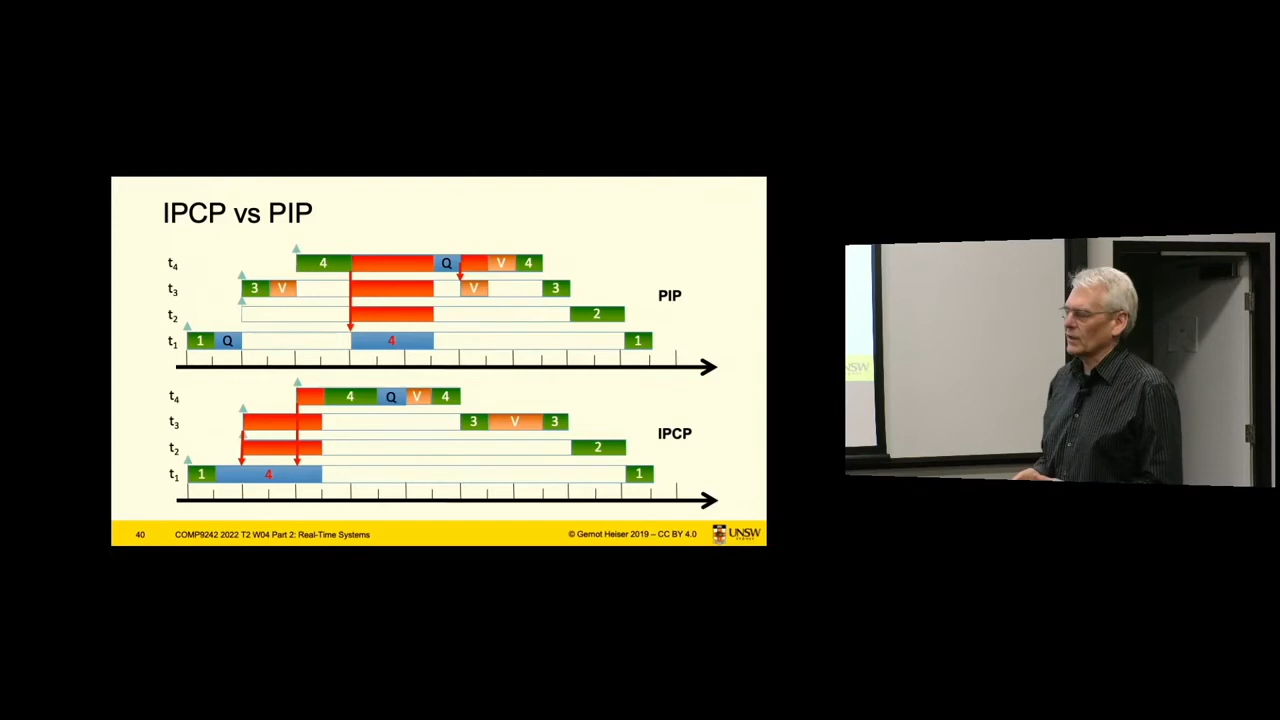 IPCP vs PIP
t4 4 Q V 4
t3 3 V V 3
t2 2
t1 1 Q 4 1
PIP
t4 4 Q V 4
t3 3 V 3
t2 2
t1 1 4 1
IPCP
40 COMP9242 2022 T2 W04 Part 2: Real-Time Systems © Gernot Heiser 2019 – CC BY 4.0 UNSW